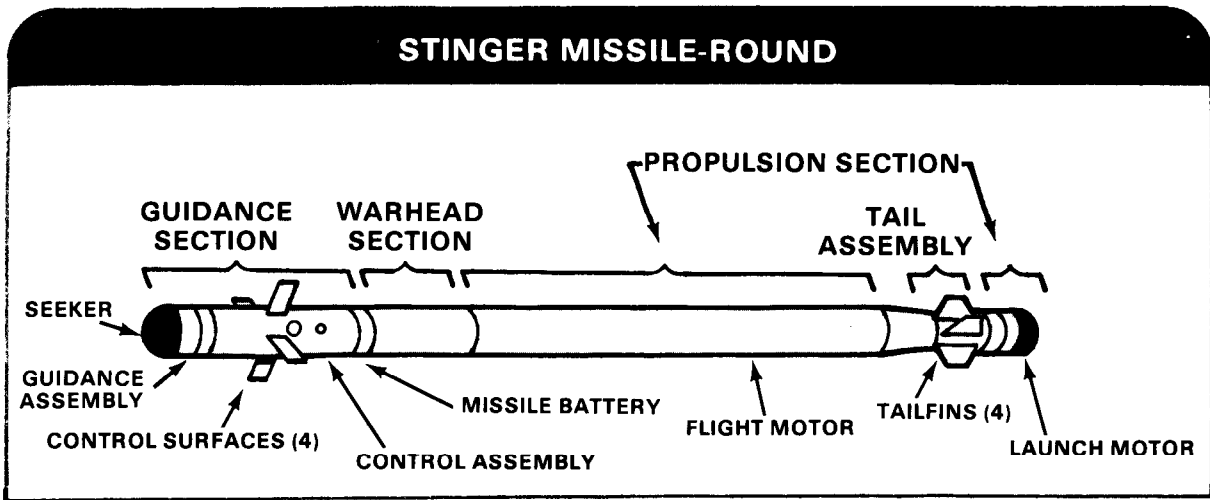 STINGER MISSILE-ROUND
PROPULSION SECTION
GUIDANCE
SECTION
WARHEAD
SECTION
TAIL
ASSEMBLY
SEEKER
GUIDANCE
ASSEMBLY
CONTROL SURFACES (4)
CONTROL ASSEMBLY
MISSILE BATTERY
FLIGHT MOTOR
TAILFINS (4)
LAUNCH MOTOR